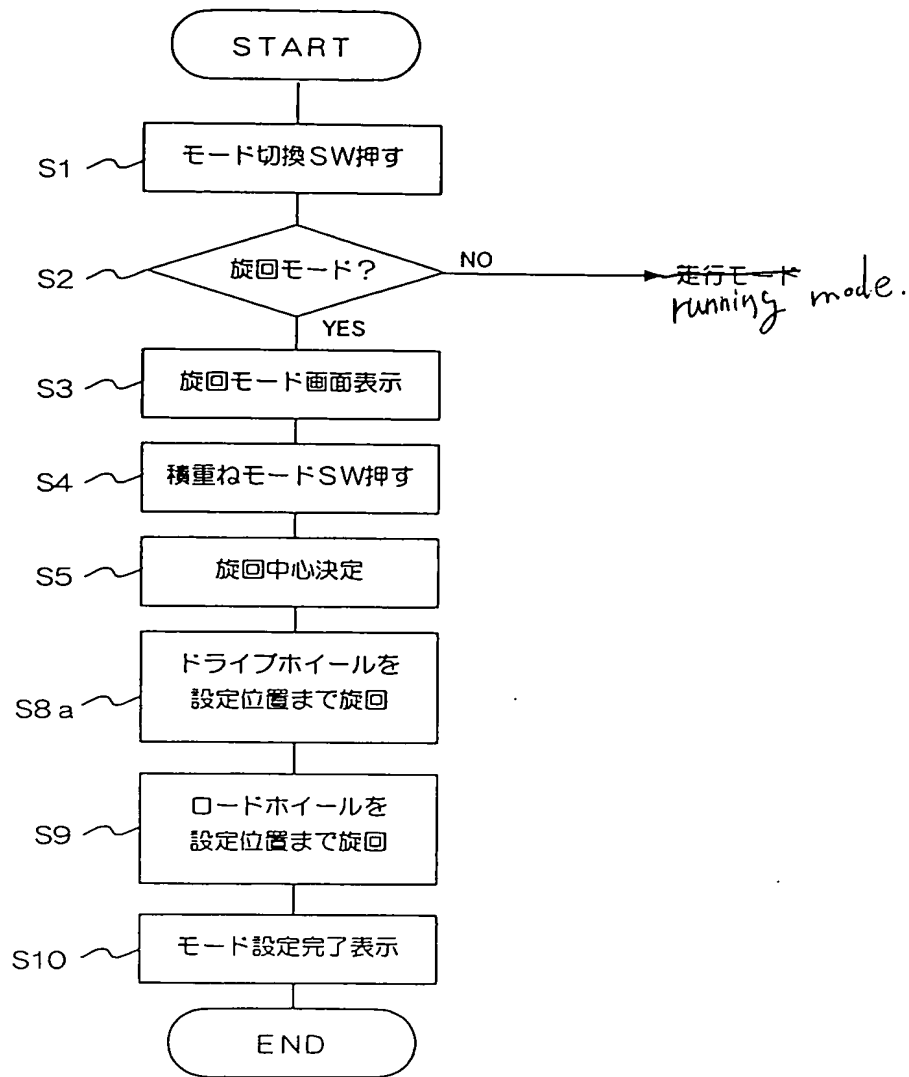 START
S1
モード切換SW押す
S2
旋回モード？
NO
走行モード
running mode.
YES
S3
旋回モード画面表示
S4
積重ねモードSW押す
S5
旋回中心決定
S8a
ドライブホイールを
設定位置まで旋回
S9
ロードホイールを
設定位置まで旋回
S10
モード設定完了表示
END